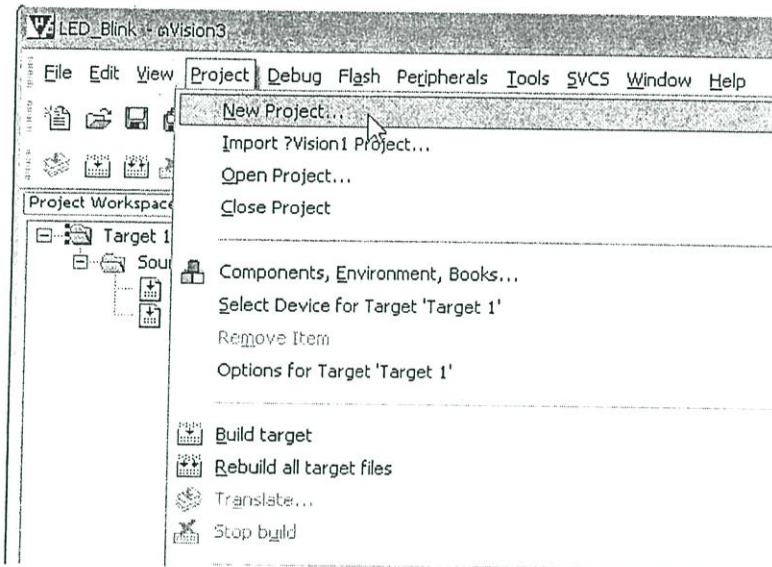 LED_Blink - µVision3
File Edit View Project Debug Flash Peripherals Tools SVCS Window Help
New Project...
Import ?Vision1 Project...
Open Project...
Close Project
Project Workspace
Target 1
Sour
Components, Environment, Books...
Select Device for Target 'Target 1'
Remove Item
Options for Target 'Target 1'
Build target
Rebuild all target files
Translate...
Stop build